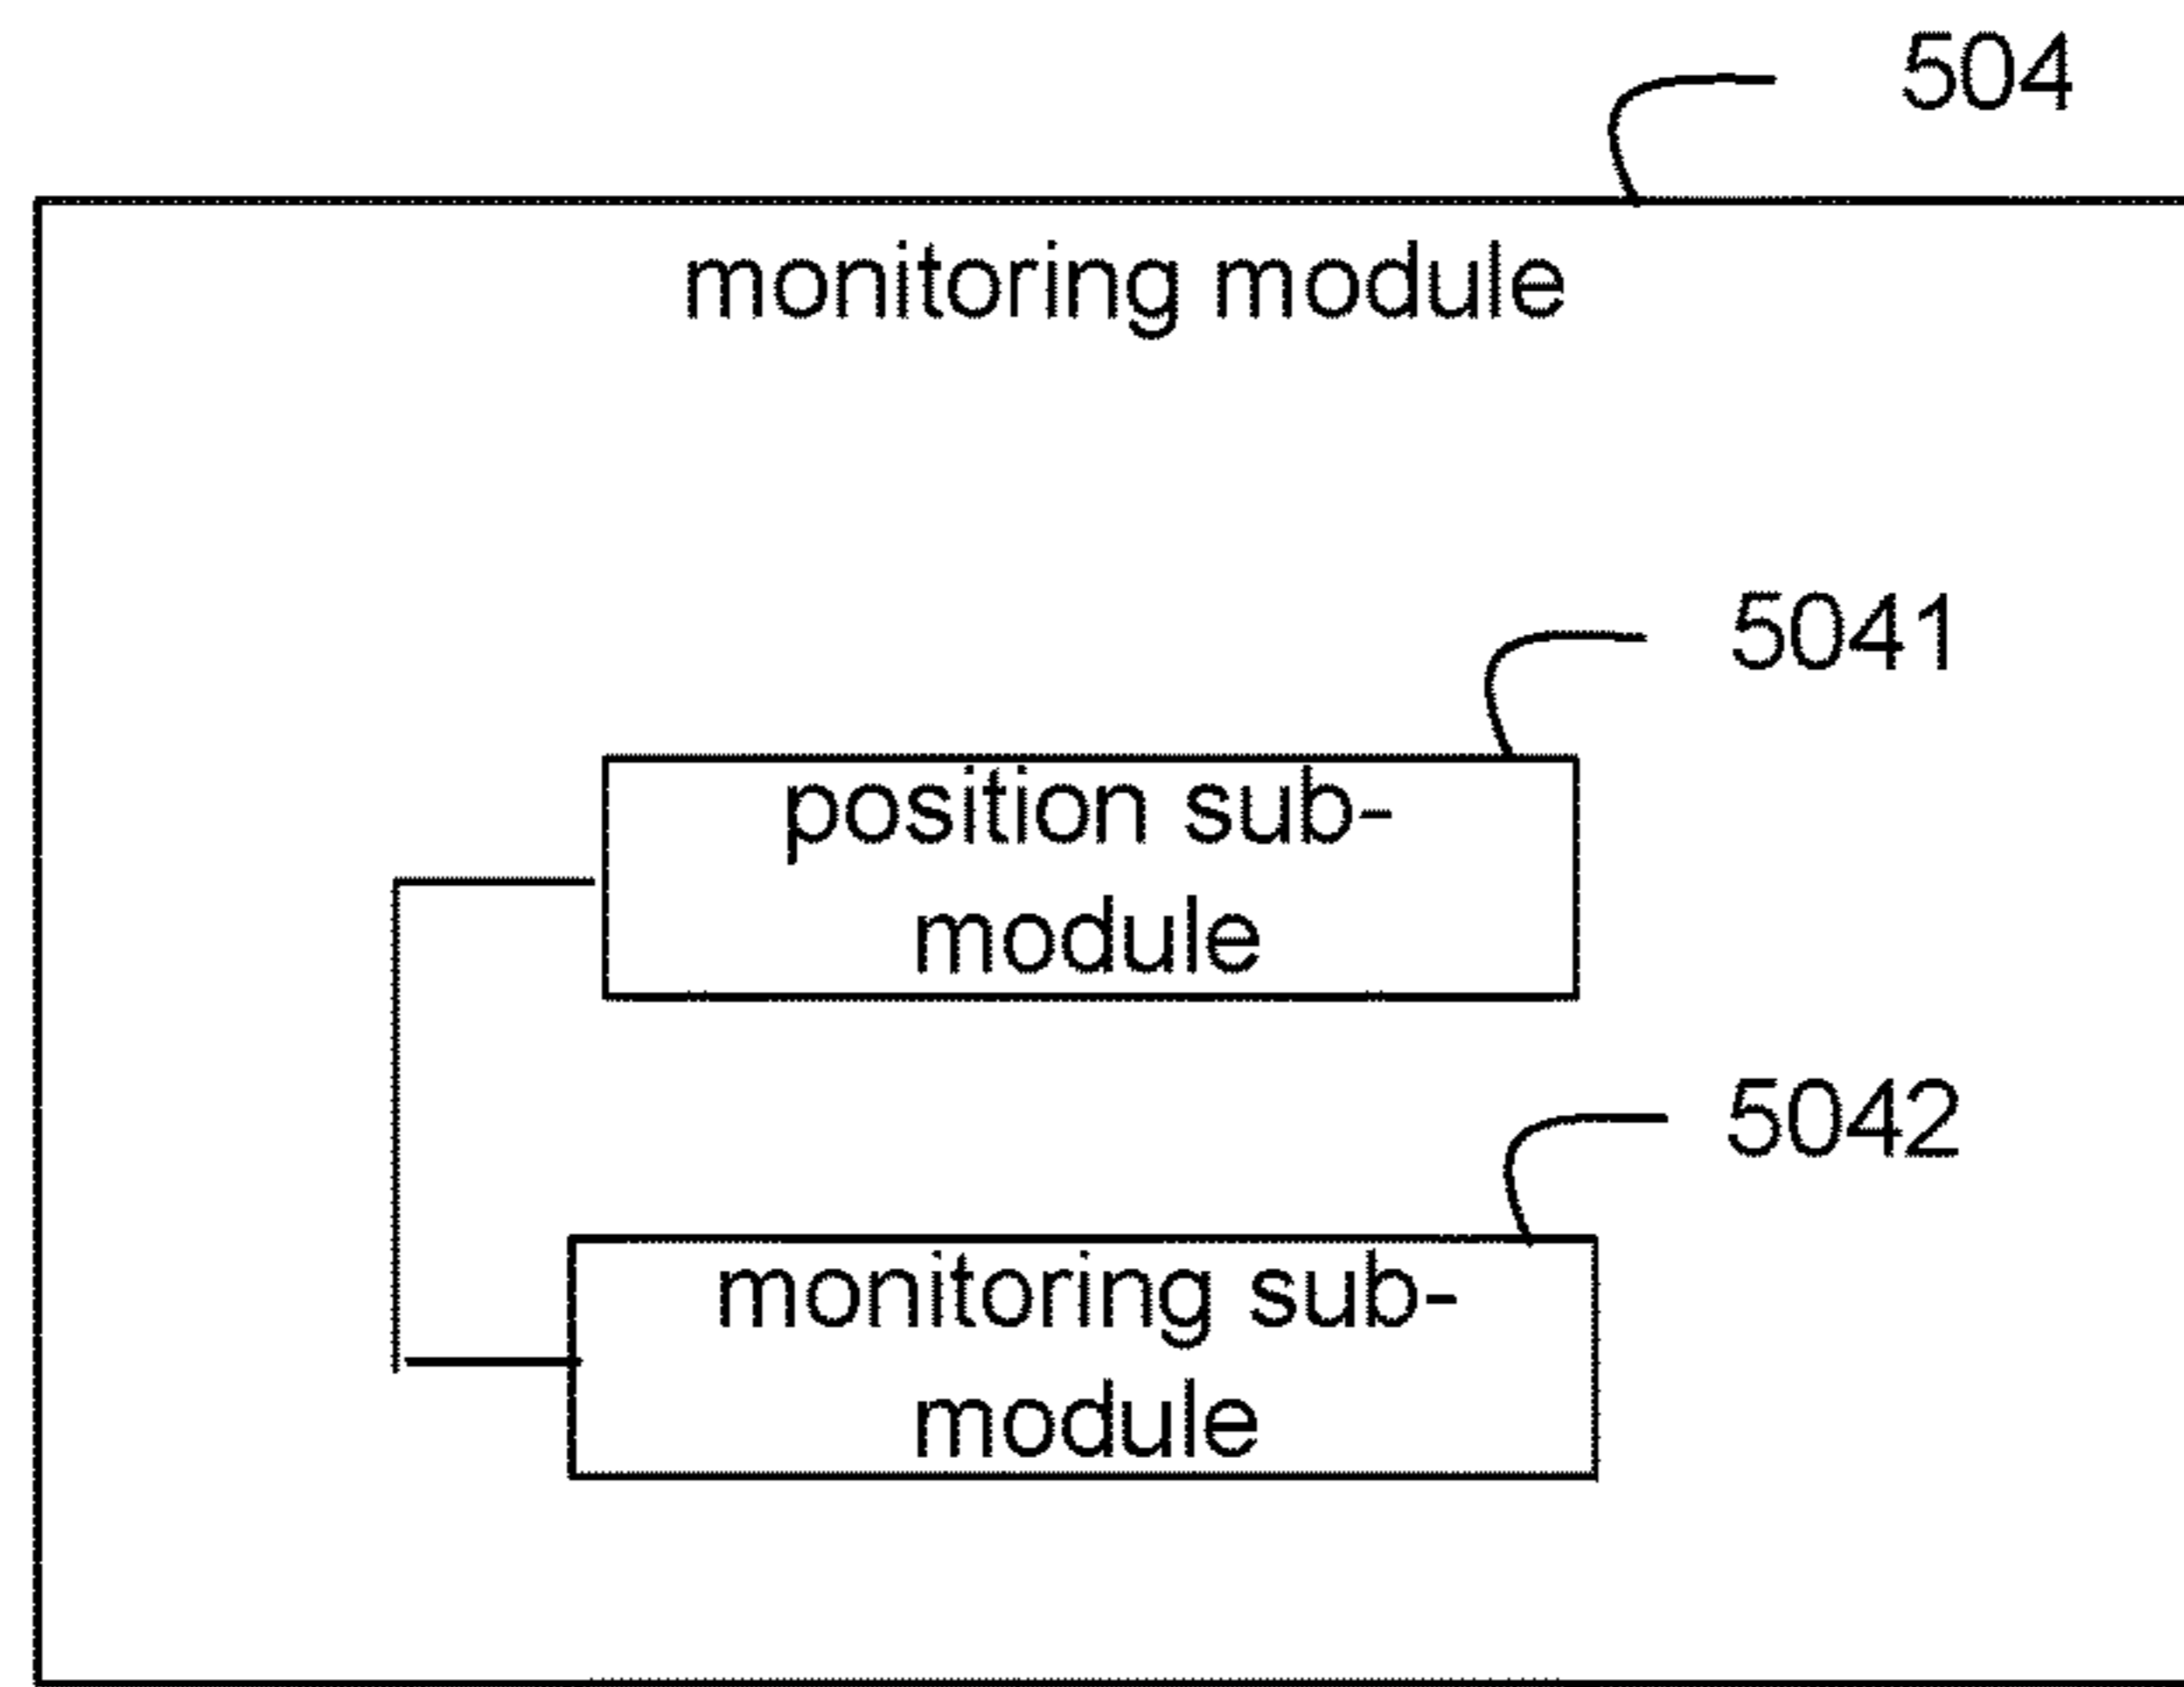 504
monitoring module
5041
position sub-
module
5042
monitoring sub-
module